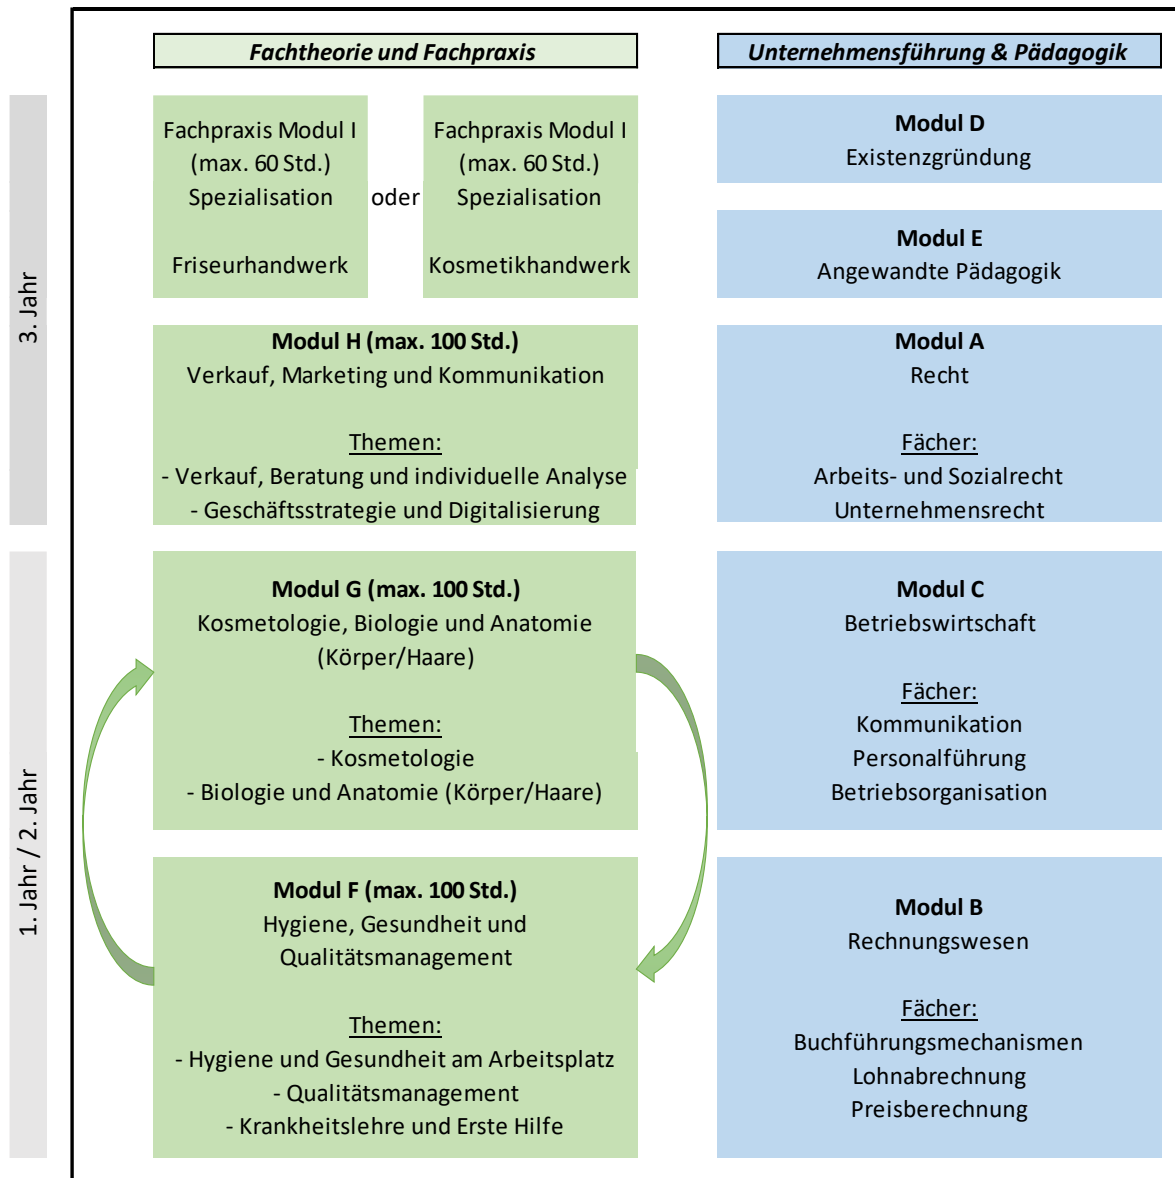 Fachtheorie und Fachpraxis
Unternehmensführung & Pädagogik
3. Jahr
Fachpraxis Modul I
(max. 60 Std.)
Spezialisation
Friseurhandwerk
oder
Fachpraxis Modul I
(max. 60 Std.)
Spezialisation
Kosmetikhandwerk
Modul D
Existenzgründung
Modul E
Angewandte Pädagogik
Modul H (max. 100 Std.)
Verkauf, Marketing und Kommunikation
Themen:
- Verkauf, Beratung und individuelle Analyse
- Geschäftsstrategie und Digitalisierung
Modul A
Recht
Fächer:
Arbeits- und Sozialrecht
Unternehmensrecht
1. Jahr / 2. Jahr
Modul G (max. 100 Std.)
Kosmetologie, Biologie und Anatomie
(Körper/Haare)
Themen:
- Kosmetologie
- Biologie und Anatomie (Körper/Haare)
Modul C
Betriebswirtschaft
Fächer:
Kommunikation
Personalführung
Betriebsorganisation
Modul F (max. 100 Std.)
Hygiene, Gesundheit und
Qualitätsmanagement
Themen:
- Hygiene und Gesundheit am Arbeitsplatz
- Qualitätsmanagement
- Krankheitslehre und Erste Hilfe
Modul B
Rechnungswesen
Fächer:
Buchführungsmechanismen
Lohnabrechnung
Preisberechnung